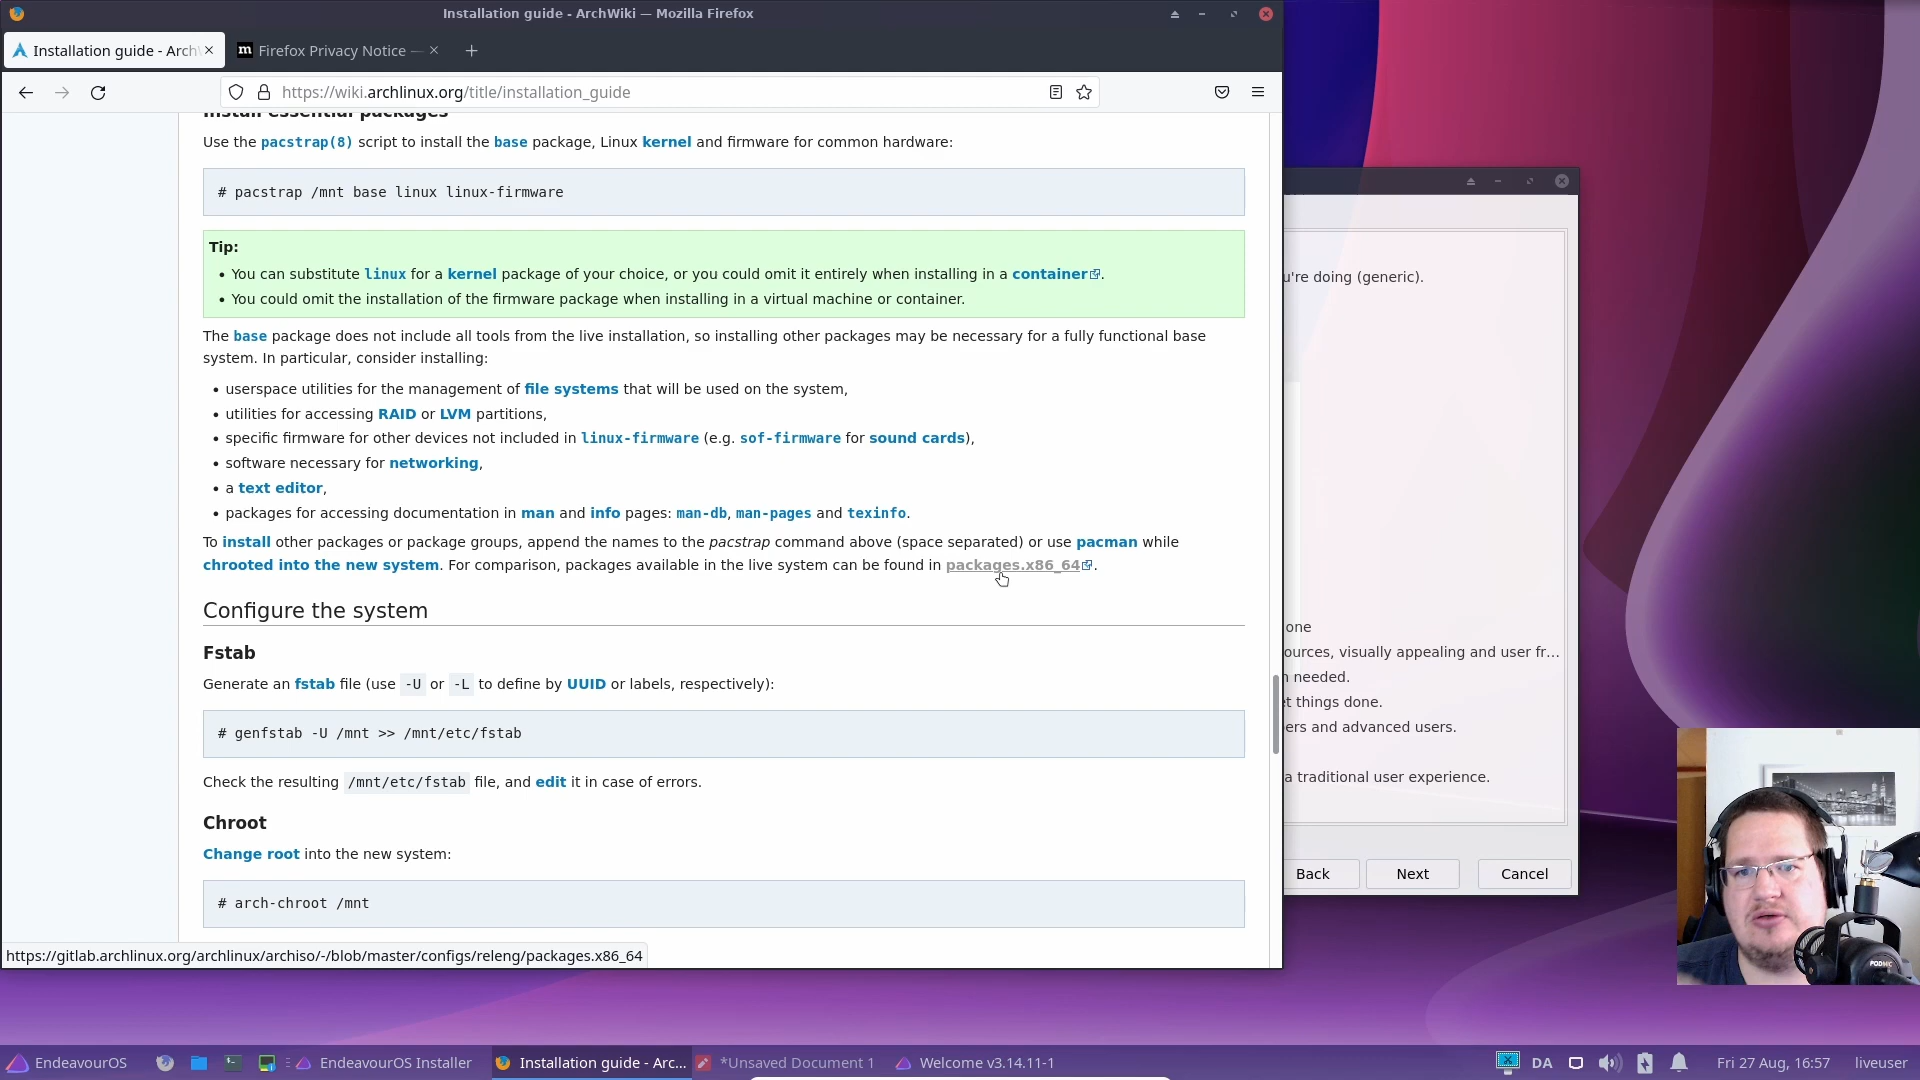 Installation guide - ArchWiki — Mozilla Firefox
Installation guide - Arch
Firefox Privacy Notice —
https://wiki.archlinux.org/title/installation_guide
Install essential packages
Use the pacstrap(8) script to install the base package, Linux kernel and firmware for common hardware:
# pacstrap /mnt base linux linux-firmware
Tip:
• You can substitute linux for a kernel package of your choice, or you could omit it entirely when installing in a container.
• You could omit the installation of the firmware package when installing in a virtual machine or container.
The base package does not include all tools from the live installation, so installing other packages may be necessary for a fully functional base
system. In particular, consider installing:
• userspace utilities for the management of file systems that will be used on the system,
• utilities for accessing RAID or LVM partitions,
• specific firmware for other devices not included in linux-firmware (e.g. sof-firmware for sound cards),
• software necessary for networking,
• a text editor,
• packages for accessing documentation in man and info pages: man-db, man-pages and texinfo.
To install other packages or package groups, append the names to the pacstrap command above (space separated) or use pacman while
chrooted into the new system. For comparison, packages available in the live system can be found in packages.x86_64.
Configure the system
Fstab
Generate an fstab file (use -U or -L to define by UUID or labels, respectively):
# genfstab -U /mnt >> /mnt/etc/fstab
Check the resulting /mnt/etc/fstab file, and edit it in case of errors.
Chroot
Change root into the new system:
# arch-chroot /mnt
https://gitlab.archlinux.org/archlinux/archiso/-/blob/master/configs/releng/packages.x86_64
u're doing (generic).
one
ources, visually appealing and user fr...
needed.
t things done.
ers and advanced users.
a traditional user experience.
Back
Next
Cancel
PODMIC
EndeavourOS
EndeavourOS Installer
Installation guide - Arc...
*Unsaved Document 1
Welcome v3.14.11-1
DA
Fri 27 Aug, 16:57
liveuser